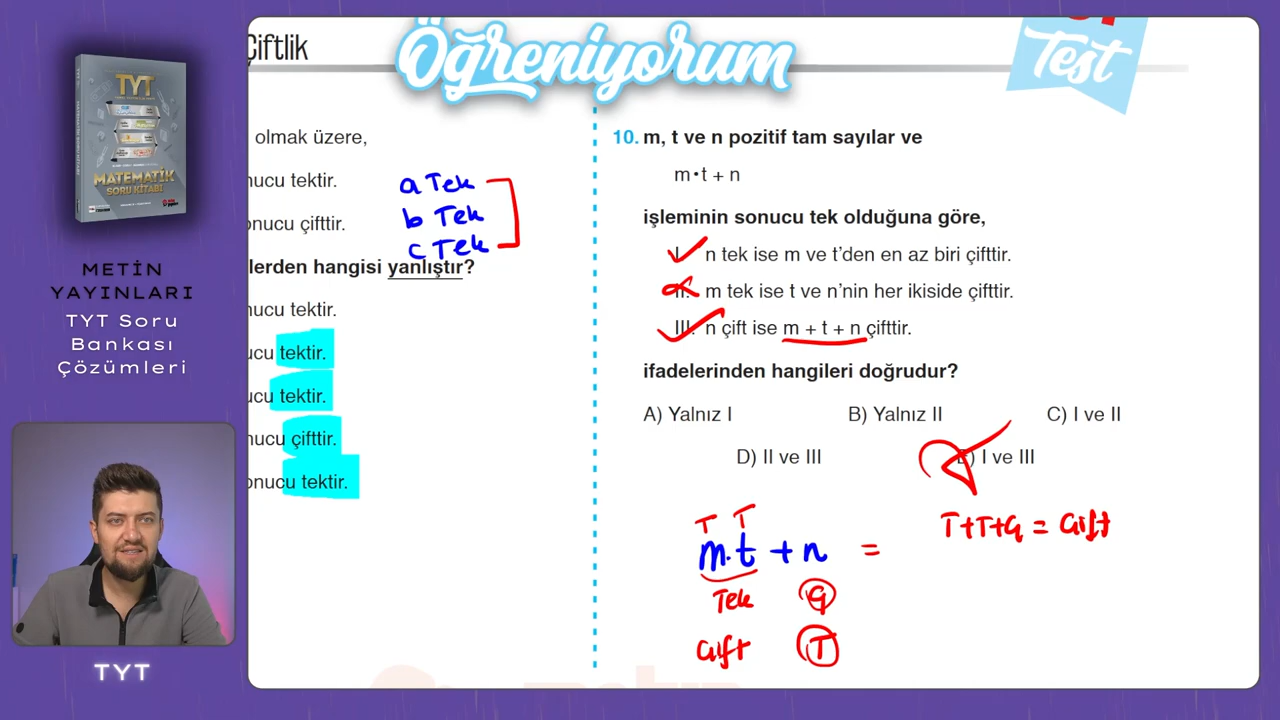 TYT
MATEMATİK
SORU KİTABI
METİN
YAYINLARI
TYT Soru
Bankası
Çözümleri
TYT
Çiftlik
Öğreniyorum
Test
olmak üzere,
nucu tektir.
onucu çifttir.
lerden hangisi yanlıştır?
nucu tektir.
ucu tektir.
ucu tektir.
nucu çifttir.
onucu tektir.
a Tek
b Tek
c Tek
10. m, t ve n pozitif tam sayılar ve
m·t + n
işleminin sonucu tek olduğuna göre,
I. n tek ise m ve t'den en az biri çifttir.
II. m tek ise t ve n'nin her ikiside çifttir.
III. n çift ise m + t + n çifttir.
ifadelerinden hangileri doğrudur?
A) Yalnız I B) Yalnız II C) I ve II
D) II ve III E) I ve III
T T
m.t + n =
Tek Ç
Çift T
T+T+Ç = Çift